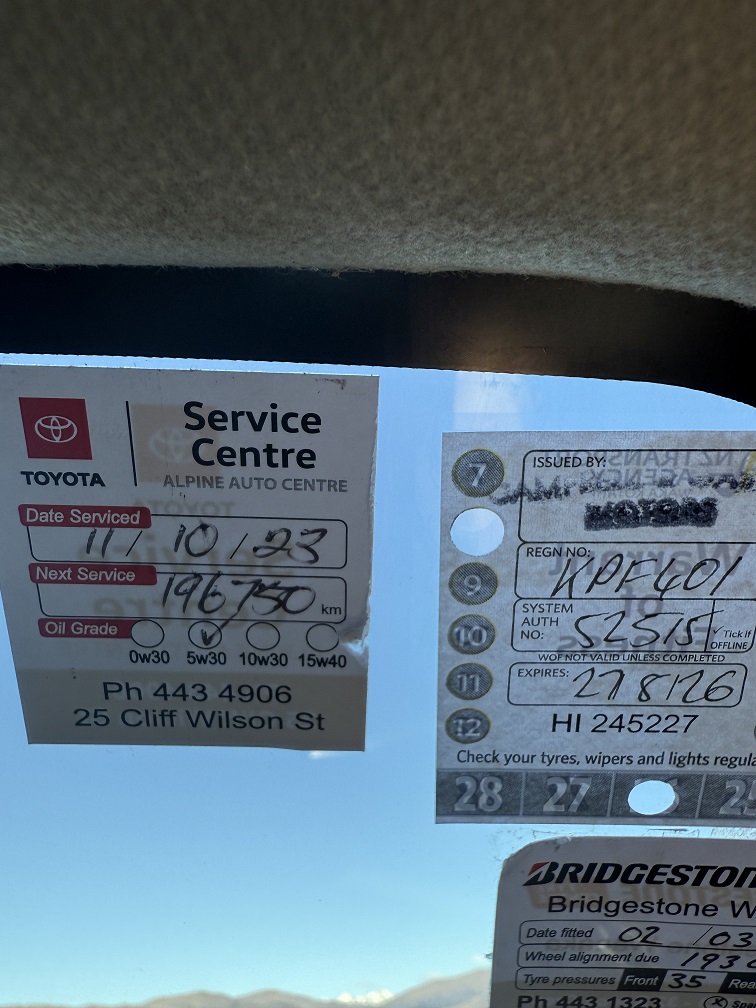 TOYOTA
Service
Centre
ALPINE AUTO CENTRE
Date Serviced
11 / 10 / 23
Next Service
196750 km
Oil Grade
0w30 5w30 10w30 15w40
Ph 443 4906
25 Cliff Wilson St
7
9
10
11
12
ISSUED BY:
MOTORS
REGN NO:
KPF401
SYSTEM
AUTH
NO:
52515
✓ Tick if
OFFLINE
WOF NOT VALID UNLESS COMPLETED
EXPIRES:
27 8 26
HI 245227
Check your tyres, wipers and lights regula
28 27 25
BRIDGESTON
Bridgestone W
Date fitted 02 / 03
Wheel alignment due 193
Tyre pressures Front 35
Ph 443 1323